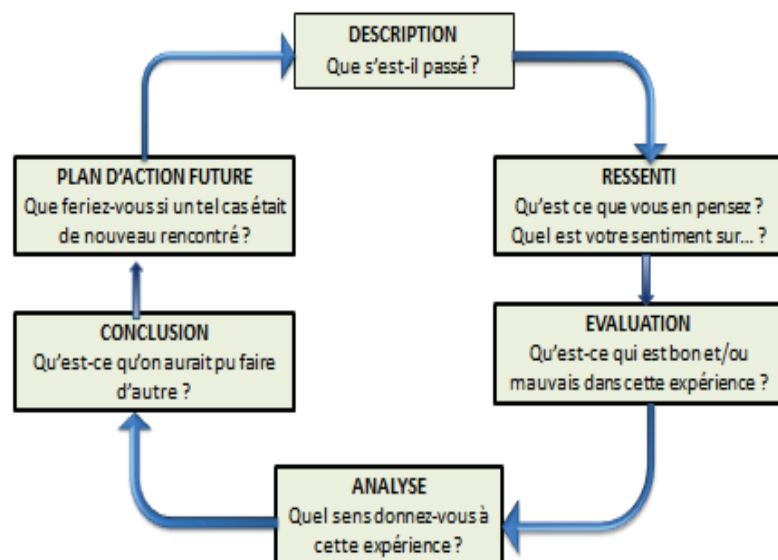 DESCRIPTION
Que s'est-il passé ?
RESSENTI
Qu'est ce que vous en pensez ?
Quel est votre sentiment sur... ?
EVALUATION
Qu'est-ce qui est bon et/ou
mauvais dans cette expérience ?
ANALYSE
Quel sens donnez-vous à
cette expérience ?
CONCLUSION
Qu'est-ce qu'on aurait pu faire
d'autre ?
PLAN D'ACTION FUTURE
Que feriez-vous si un tel cas était
de nouveau rencontré ?